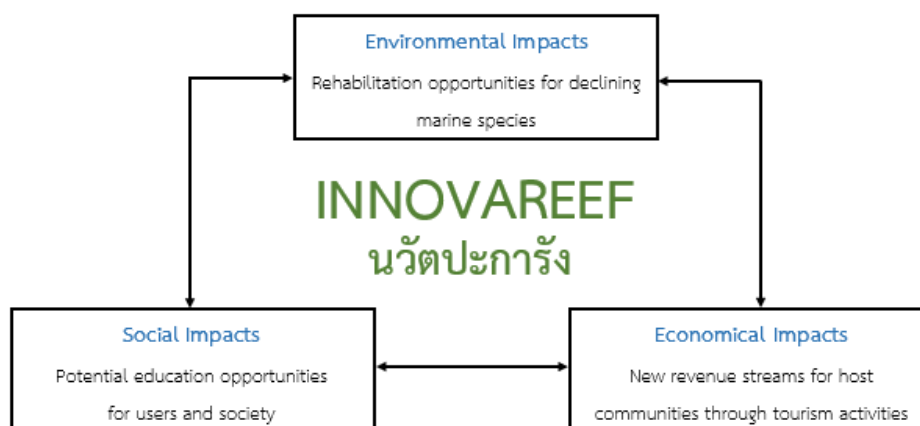 Environmental Impacts
Rehabilitation opportunities for declining
marine species
INNOVAREEF
นวัตปะการัง
Social Impacts
Potential education opportunities
for users and society
Economical Impacts
New revenue streams for host
communities through tourism activities